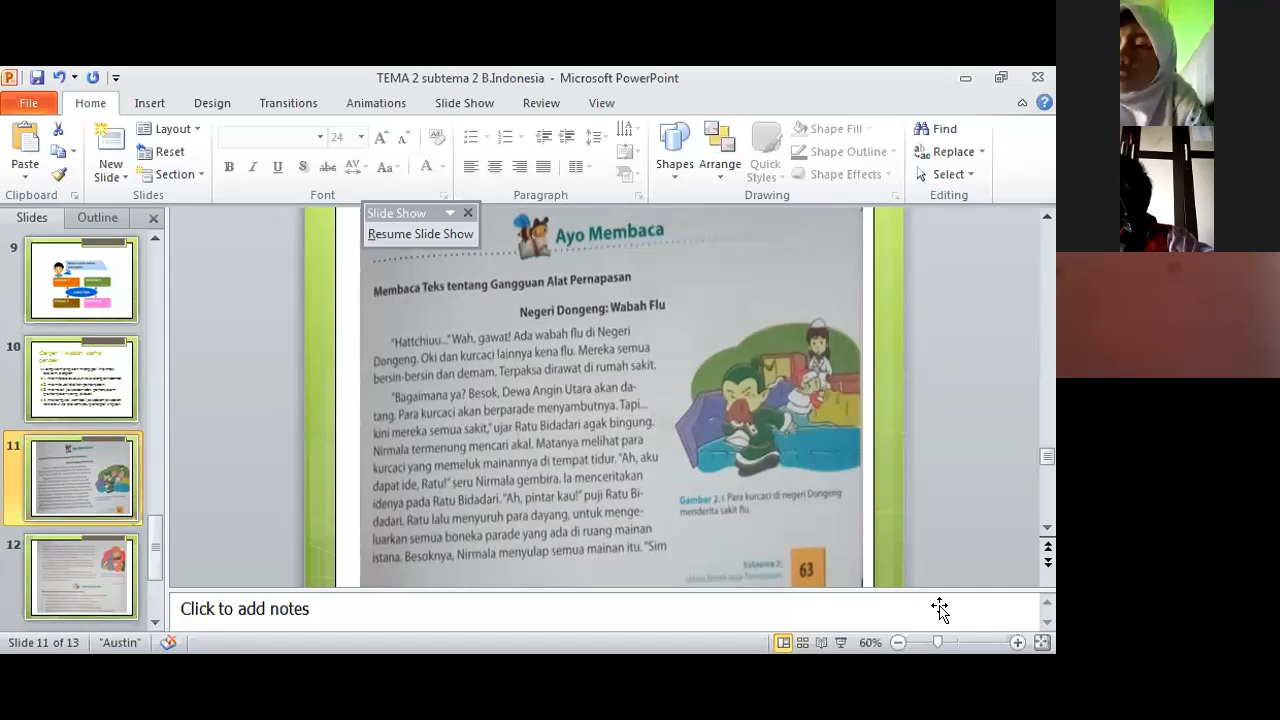 TEMA 2 subtema 2 B.Indonesia - Microsoft PowerPoint
File Home Insert Design Transitions Animations Slide Show Review View
Paste
New
Slide
Layout
Reset
Section
24
Shapes
Arrange
Quick
Styles
Shape Fill
Shape Outline
Shape Effects
Find
Replace
Select
Clipboard Slides Font Paragraph Drawing Editing
Slides Outline
Slide Show
Resume Slide Show
9
10
11
12
Ayo Membaca
Membaca Teks tentang Gangguan Alat Pernapasan
Negeri Dongeng: Wabah Flu
"Hattchiuu..." Wah, gawat! Ada wabah flu di Negeri
Dongeng. Oki dan kurcaci lainnya kena flu. Mereka semua
bersin-bersin dan demam. Terpaksa dirawat di rumah sakit.
"Bagaimana ya? Besok, Dewa Angin Utara akan da-
tang. Para kurcaci akan berparade menyambutnya. Tapi...
kini mereka semua sakit," ujar Ratu Bidadari agak bingung.
Nirmala termenung mencari akal. Matanya melihat para
kurcaci yang memeluk mainannya di tempat tidur. "Ah, aku
dapat ide, Ratu!" seru Nirmala gembira. Ia menceritakan
idenya pada Ratu Bidadari. "Ah, pintar kau!" puji Ratu Bi-
dadari. Ratu lalu menyuruh para dayang, untuk menge-
luarkan semua boneka parade yang ada di ruang mainan
istana. Besoknya, Nirmala menyulap semua mainan itu. "Sim
Gambar 2.1 Para kurcaci di negeri Dongeng
menderita sakit flu.
Subtema 2:
63
Click to add notes
Slide 11 of 13 "Austin" 60%